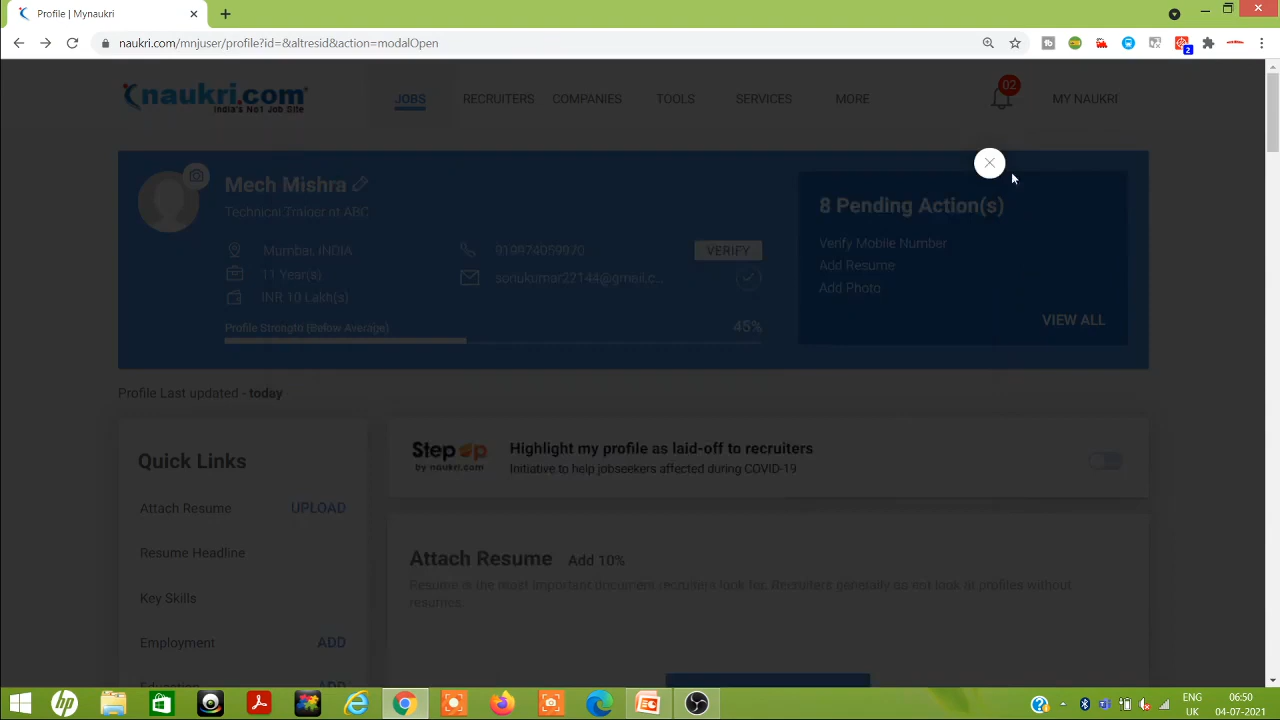 Profile | Mynaukri
naukri.com/mnjuser/profile?id=&altresid&action=modalOpen
2
naukri.com
India's No1 Job Site
JOBS RECRUITERS COMPANIES TOOLS SERVICES MORE 02 MY NAUKRI
Mech Mishra
Technical Trainer at ABC
Mumbai, INDIA
11 Year(s)
INR 10 Lakh(s)
VERIFY
Profile Strength (Below Average) 45%
8 Pending Action(s)
Verify Mobile Number
Add Resume
Add Photo
VIEW ALL
Profile Last updated - today
Quick Links
Attach Resume UPLOAD
Resume Headline
Key Skills
Employment ADD
Education ADD
Step up
by naukri.com
Highlight my profile as laid-off to recruiters
Initiative to help jobseekers affected during COVID-19
Attach Resume Add 10%
Resume is the most important document recruiters look for. Recruiters generally do not look at profiles without
resumes.
ENG
UK
06:50
04-07-2021